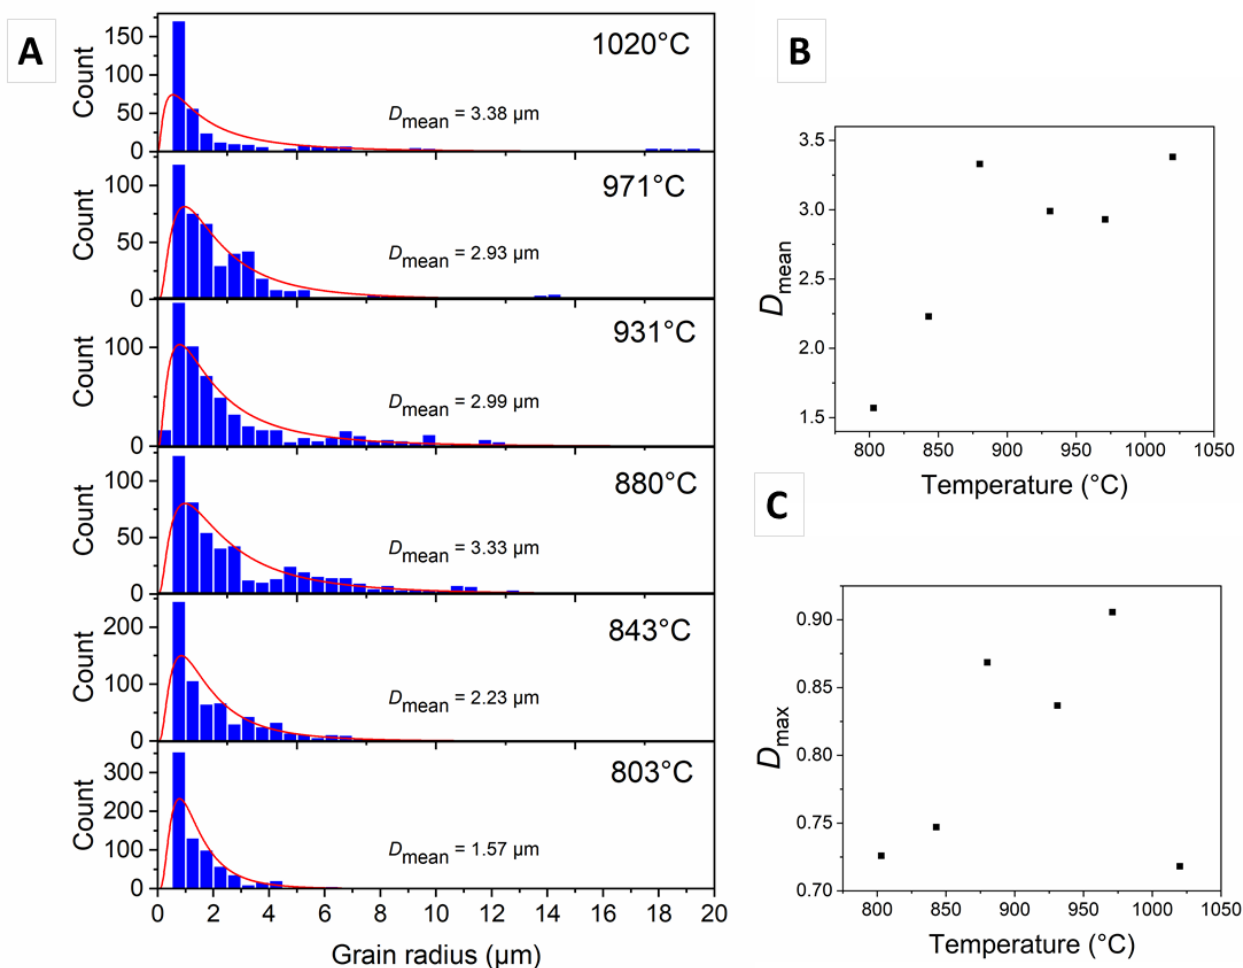 A
Count
150
100
50
0
1020°C
Dmean = 3.38 µm
Count
100
50
0
971°C
Dmean = 2.93 µm
Count
100
0
931°C
Dmean = 2.99 µm
Count
100
50
0
880°C
Dmean = 3.33 µm
Count
200
100
0
843°C
Dmean = 2.23 µm
Count
300
200
100
0
803°C
Dmean = 1.57 µm
0 2 4 6 8 10 12 14 16 18 20
Grain radius (µm)
B
Dmean
3.5
3.0
2.5
2.0
1.5
800 850 900 950 1000 1050
Temperature (°C)
C
Dmax
0.90
0.85
0.80
0.75
0.70
800 850 900 950 1000 1050
Temperature (°C)